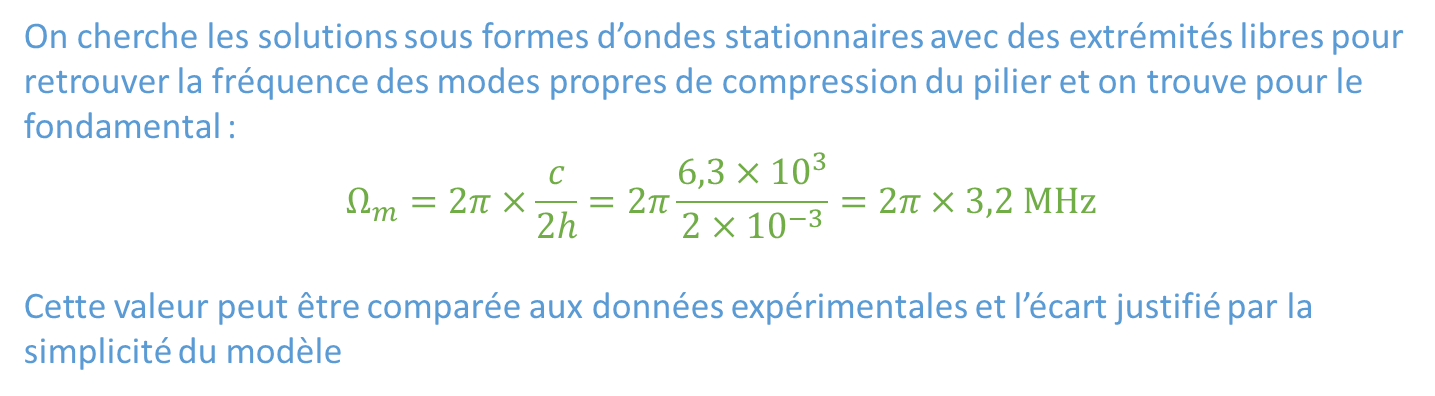 On cherche les solutions sous formes d’ondes stationnaires avec des extrémités libres pour
retrouver la fréquence des modes propres de compression du pilier et on trouve pour le
fondamental :
Ωₘ = 2π × c/2h = 2π 6,3 × 10³/2 × 10⁻³ = 2π × 3,2 MHz
Cette valeur peut être comparée aux données expérimentales et l’écart justifié par la
simplicité du modèle